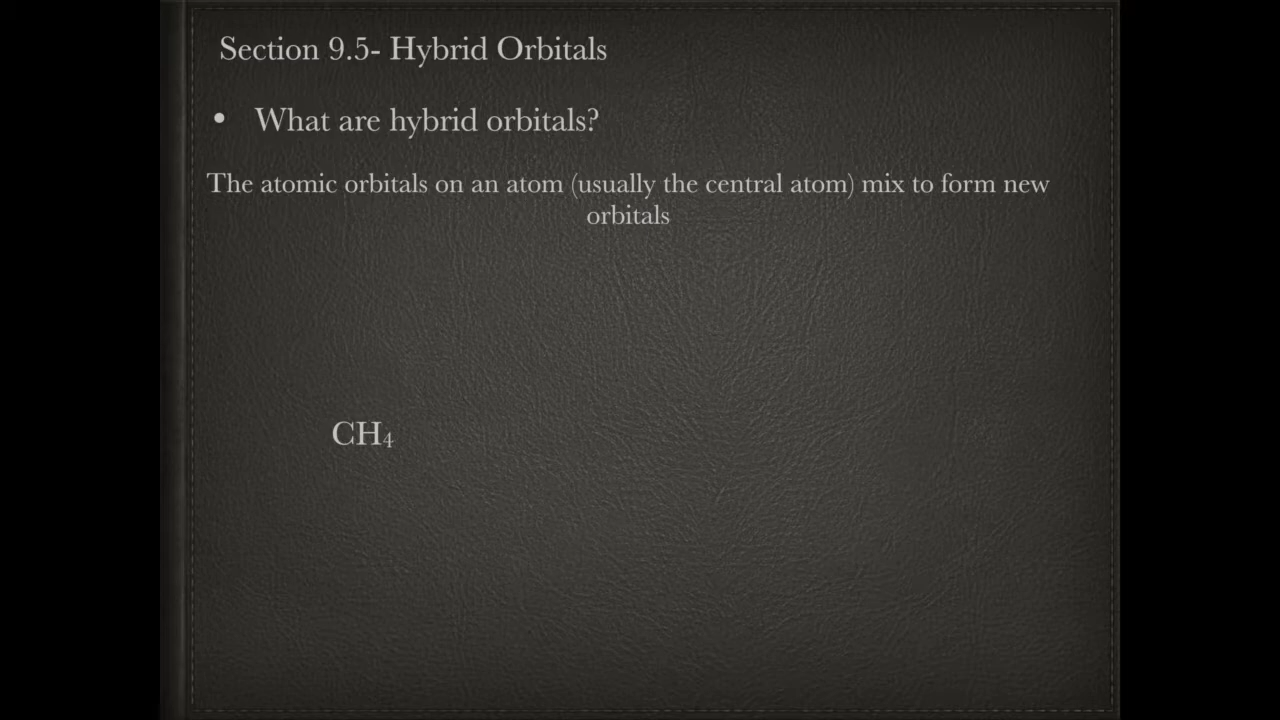 Section 9.5- Hybrid Orbitals
• What are hybrid orbitals?
The atomic orbitals on an atom (usually the central atom) mix to form new
orbitals
CH₄